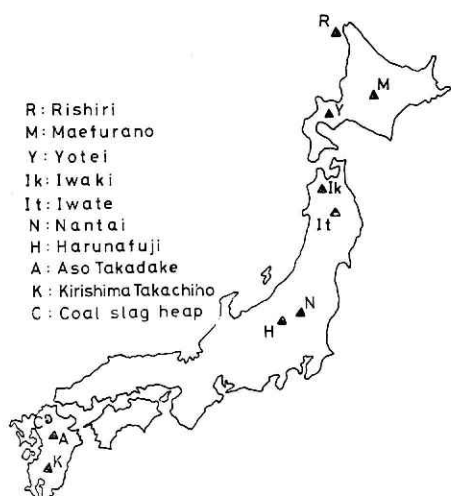 R: Rishiri
M: Maefurano
Y: Yotei
Ik: Iwaki
It: Iwate
N: Nantai
H: Harunafuji
A: Aso Takadake
K: Kirishima Takachiho
C: Coal slag heap
R
M
Y
Ik
It
N
H
C
A
K